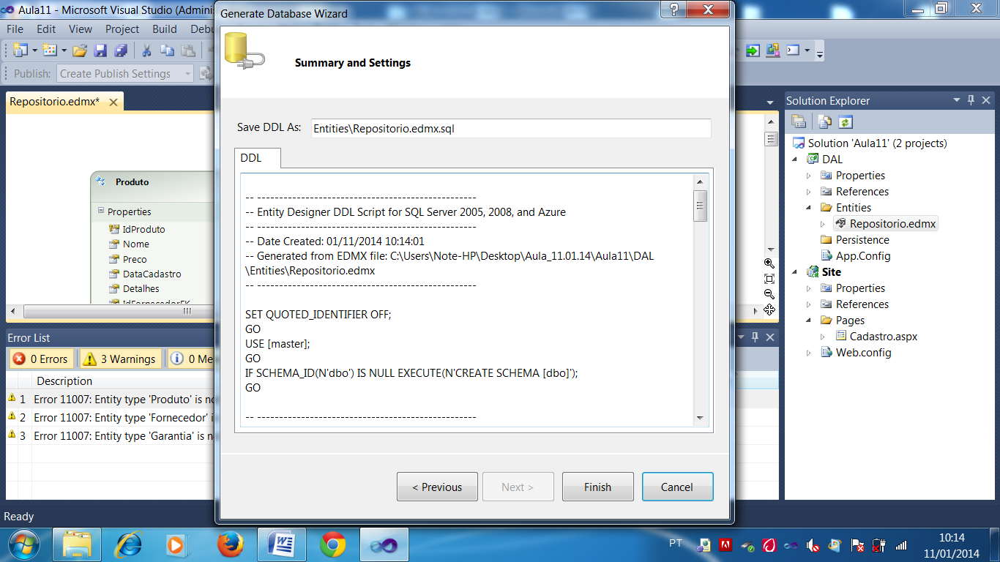 Aula11 - Microsoft Visual Studio (Admini
Generate Database Wizard
File Edit View Project Build Debu
Summary and Settings
Publish: Create Publish Settings
Repositorio.edmx*
Solution Explorer
Save DDL As: Entities\Repositorio.edmx.sql
DDL
Produto
Properties
IdProduto
Nome
Preco
DataCadastro
Detalhes
IdFornecedorFK
-- --------------------------------------------------
-- Entity Designer DDL Script for SQL Server 2005, 2008, and Azure
-- --------------------------------------------------
-- Date Created: 01/11/2014 10:14:01
-- Generated from EDMX file: C:\Users\Note-HP\Desktop\Aula_11.01.14\Aula11\DAL
\Entities\Repositorio.edmx
-- --------------------------------------------------
SET QUOTED_IDENTIFIER OFF;
GO
USE [master];
GO
IF SCHEMA_ID(N'dbo') IS NULL EXECUTE(N'CREATE SCHEMA [dbo]');
GO
-- --------------------------------------------------
< Previous Next > Finish Cancel
Solution 'Aula11' (2 projects)
DAL
Properties
References
Entities
Repositorio.edmx
Persistence
App.Config
Site
Properties
References
Pages
Cadastro.aspx
Web.config
Error List
0 Errors 3 Warnings 0 Me
Description
1 Error 11007: Entity type 'Produto' is no
2 Error 11007: Entity type 'Fornecedor' i
3 Error 11007: Entity type 'Garantia' is n
Ready
PT
10:14
11/01/2014